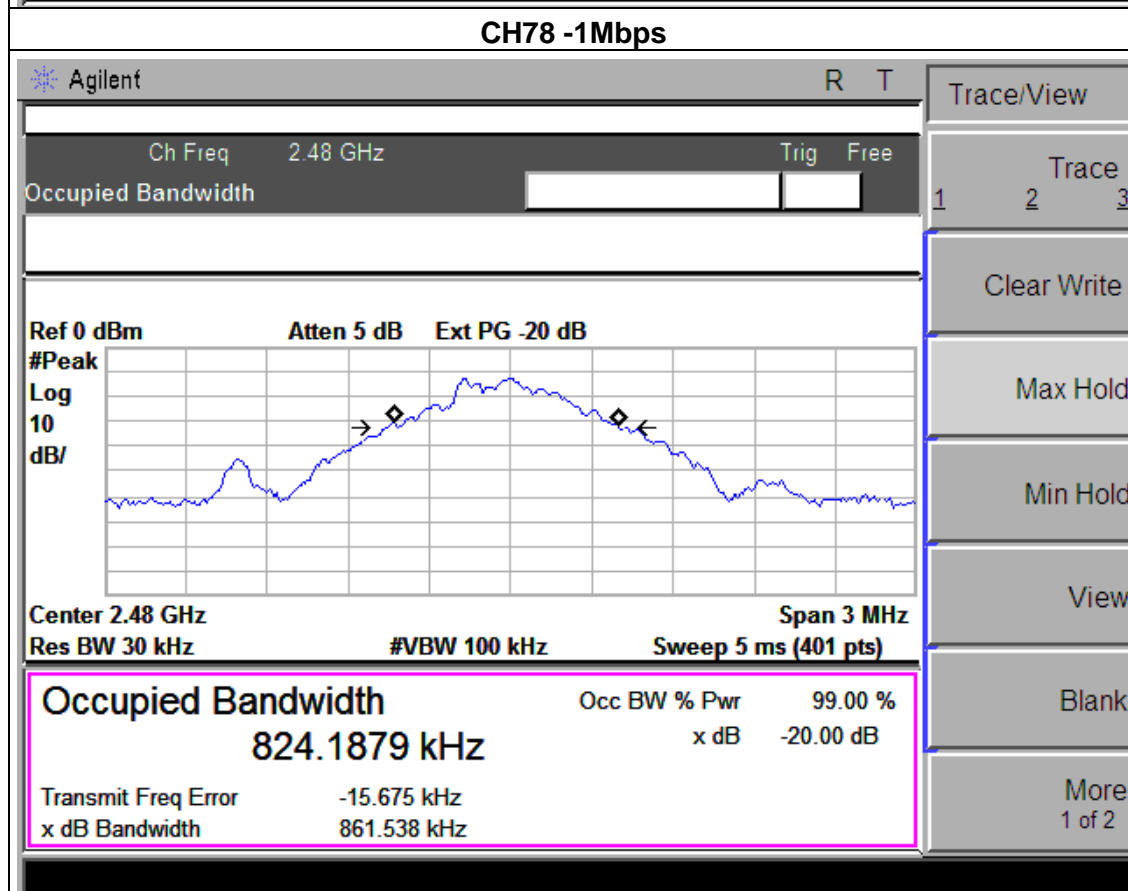 CH78 -1Mbps
Agilent R T
Trace/View
Ch Freq 2.48 GHz Trig Free
Occupied Bandwidth
Trace
1 2 3
Clear Write
Ref 0 dBm Atten 5 dB Ext PG -20 dB
#Peak
Log
10
dB/
Max Hold
Min Hold
View
Center 2.48 GHz Span 3 MHz
Res BW 30 kHz #VBW 100 kHz Sweep 5 ms (401 pts)
Occupied Bandwidth Occ BW % Pwr 99.00 %
824.1879 kHz x dB -20.00 dB
Blank
Transmit Freq Error -15.675 kHz
x dB Bandwidth 861.538 kHz
More
1 of 2